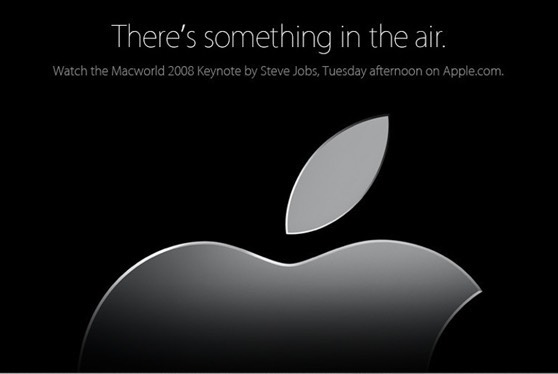 There's something in the air.
Watch the Macworld 2008 Keynote by Steve Jobs, Tuesday afternoon on Apple.com.